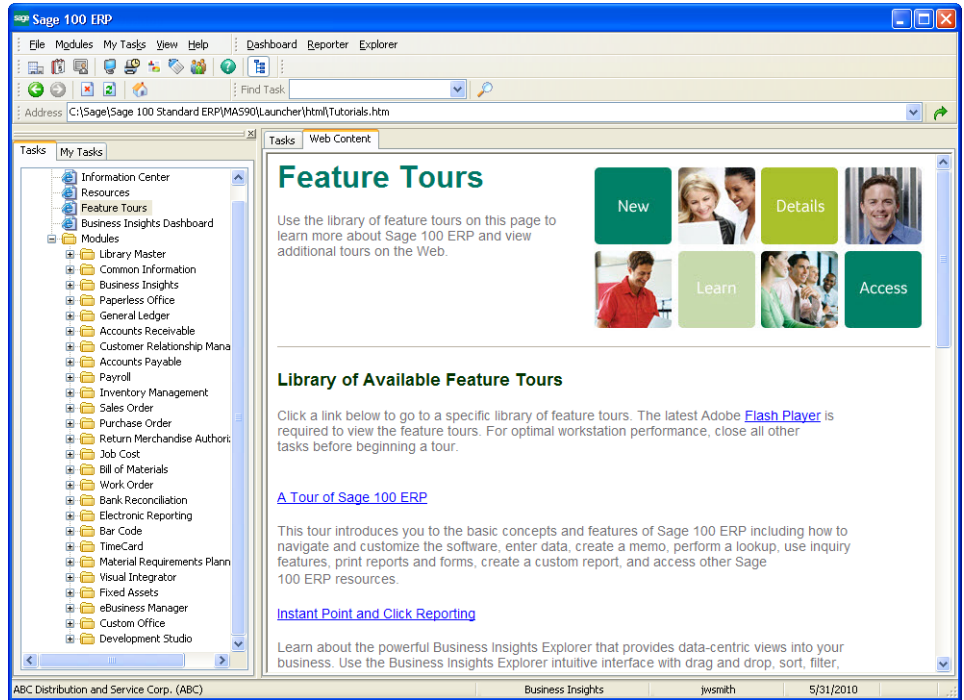 sage Sage 100 ERP
File Modules My Tasks View Help Dashboard Reporter Explorer
Find Task
Address C:\Sage\Sage 100 Standard ERP\MAS90\Launcher\html\Tutorials.htm
Tasks My Tasks
Information Center
Resources
Feature Tours
Business Insights Dashboard
Modules
Library Master
Common Information
Business Insights
Paperless Office
General Ledger
Accounts Receivable
Customer Relationship Mana
Accounts Payable
Payroll
Inventory Management
Sales Order
Purchase Order
Return Merchandise Authori
Job Cost
Bill of Materials
Work Order
Bank Reconciliation
Electronic Reporting
Bar Code
TimeCard
Material Requirements Plann
Visual Integrator
Fixed Assets
eBusiness Manager
Custom Office
Development Studio
Tasks Web Content
Feature Tours
Use the library of feature tours on this page to
learn more about Sage 100 ERP and view
additional tours on the Web.
New Details
Learn Access
Library of Available Feature Tours
Click a link below to go to a specific library of feature tours. The latest Adobe Flash Player is
required to view the feature tours. For optimal workstation performance, close all other
tasks before beginning a tour.
A Tour of Sage 100 ERP
This tour introduces you to the basic concepts and features of Sage 100 ERP including how to
navigate and customize the software, enter data, create a memo, perform a lookup, use inquiry
features, print reports and forms, create a custom report, and access other Sage
100 ERP resources.
Instant Point and Click Reporting
Learn about the powerful Business Insights Explorer that provides data-centric views into your
business. Use the Business Insights Explorer intuitive interface with drag and drop, sort, filter,
ABC Distribution and Service Corp. (ABC) Business Insights jwsmith 5/31/2010